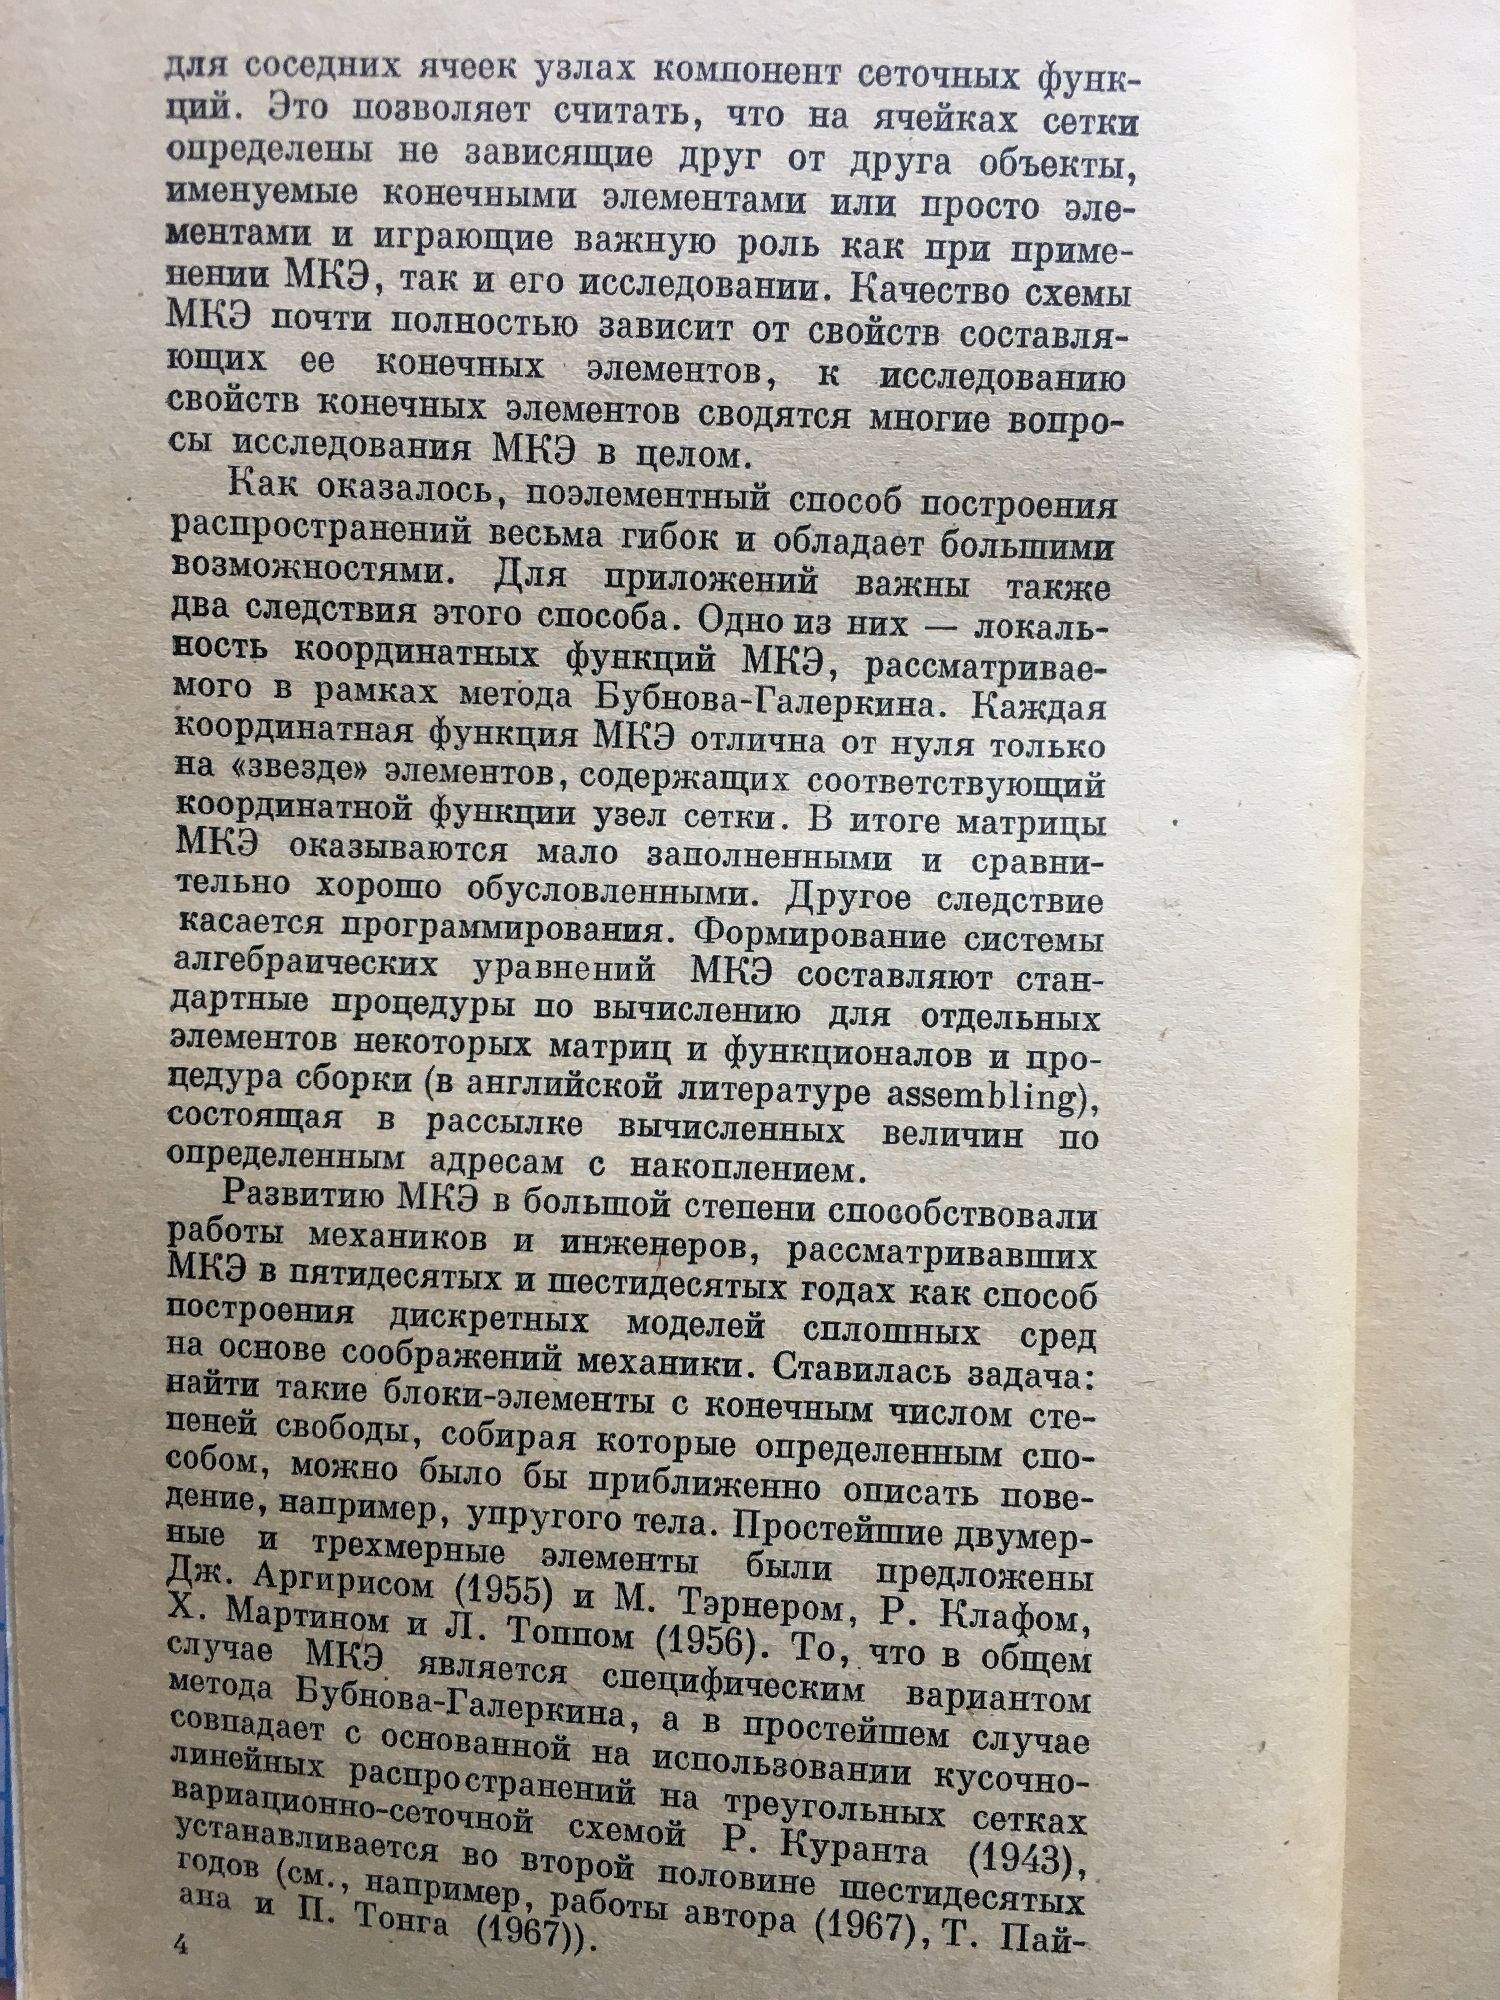 для соседних ячеек узлах компонент сеточных функ-
ций. Это позволяет считать, что на ячейках сетки
определены не зависящие друг от друга объекты,
именуемые конечными элементами или просто эле-
ментами и играющие важную роль как при приме-
нении МКЭ, так и его исследовании. Качество схемы
МКЭ почти полностью зависит от свойств составля-
ющих ее конечных элементов, к исследованию
свойств конечных элементов сводятся многие вопро-
сы исследования МКЭ в целом.
Как оказалось, поэлементный способ построения
распространений весьма гибок и обладает большими
возможностями. Для приложений важны также
два следствия этого способа. Одно из них — локаль-
ность координатных функций МКЭ, рассматривае-
мого в рамках метода Бубнова-Галеркина. Каждая
координатная функция МКЭ отлична от нуля только
на «звезде» элементов, содержащих соответствующий
координатной функции узел сетки. В итоге матрицы
МКЭ оказываются мало заполненными и сравни-
тельно хорошо обусловленными. Другое следствие
касается программирования. Формирование системы
алгебраических уравнений МКЭ составляют стан-
дартные процедуры по вычислению для отдельных
элементов некоторых матриц и функционалов и про-
цедура сборки (в английской литературе assembling),
состоящая в рассылке вычисленных величин по
определенным адресам с накоплением.
Развитию МКЭ в большой степени способствовали
работы механиков и инженеров, рассматривавших
МКЭ в пятидесятых и шестидесятых годах как способ
построения дискретных моделей сплошных сред
на основе соображений механики. Ставилась задача:
найти такие блоки-элементы с конечным числом сте-
пеней свободы, собирая которые определенным спо-
собом, можно было бы приближенно описать пове-
дение, например, упругого тела. Простейшие двумер-
ные и трехмерные элементы были предложены
Дж. Аргирисом (1955) и М. Тэрнером, Р. Клафом,
Х. Мартином и Л. Топпом (1956). То, что в общем
случае МКЭ является специфическим вариантом
метода Бубнова-Галеркина, а в простейшем случае
совпадает с основанной на использовании кусочно-
линейных распространений на треугольных сетках
вариационно-сеточной схемой Р. Куранта (1943),
устанавливается во второй половине шестидесятых
годов (см., например, работы автора (1967), Т. Пай-
ана и П. Тонга (1967)).
4